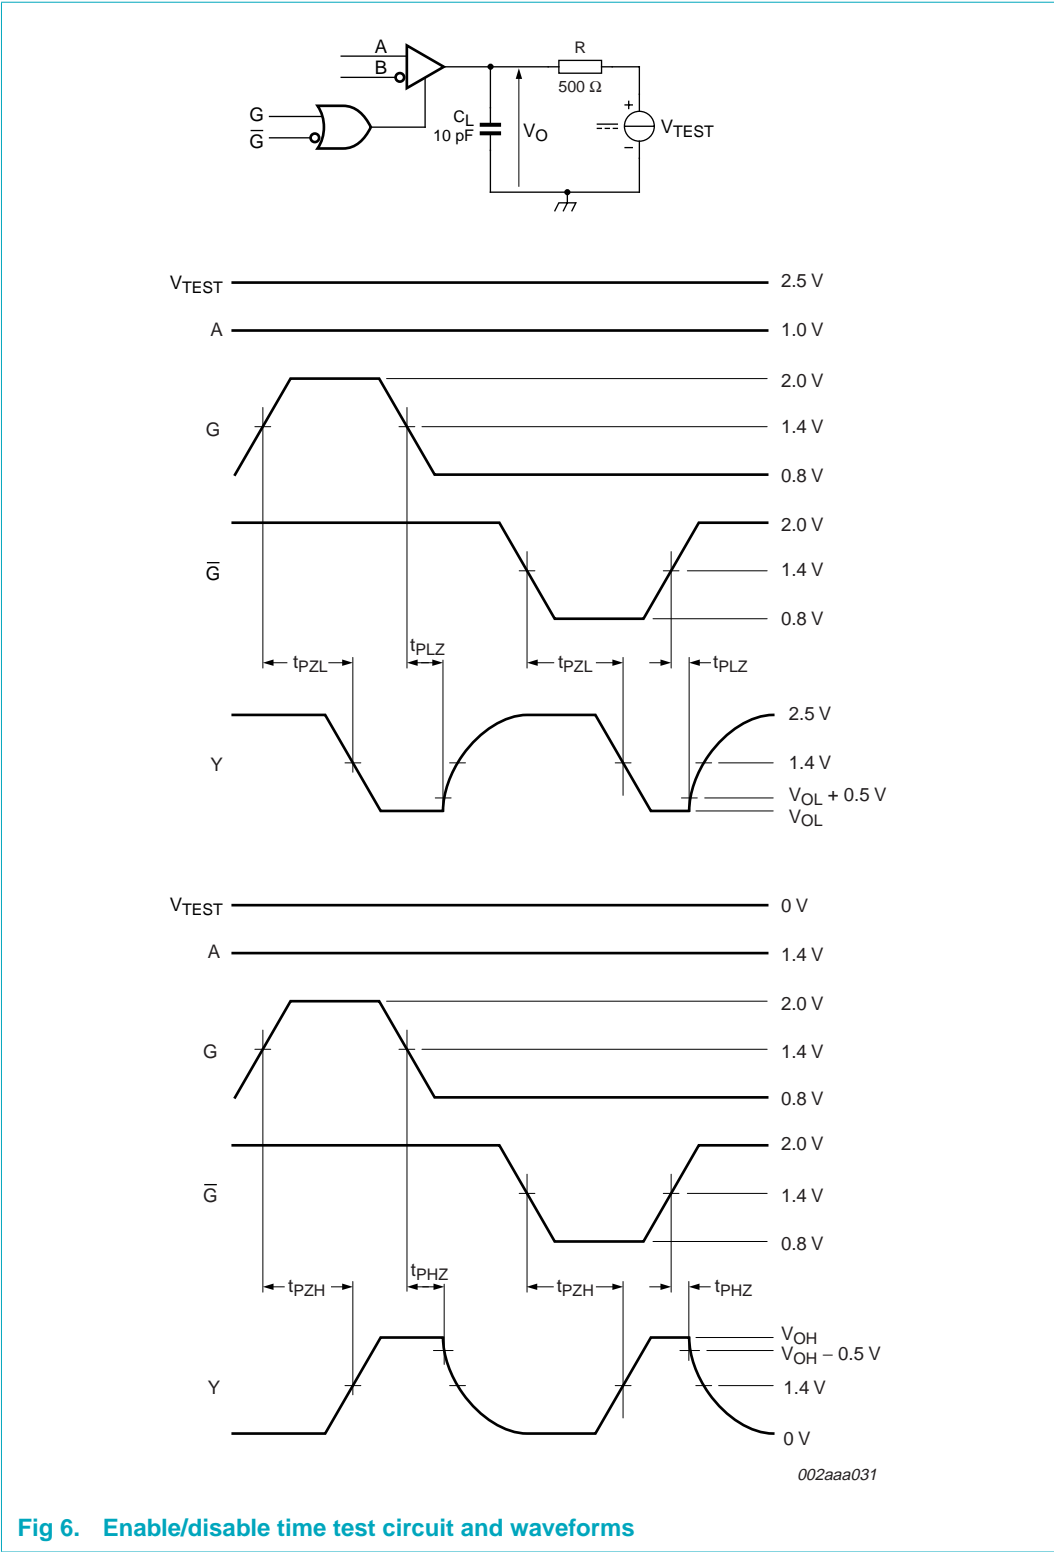 A
B
G
G̅
R
500 Ω
CL
10 pF
VO
+
VTEST
−
VTEST 2.5 V
A 1.0 V
2.0 V
G 1.4 V
0.8 V
2.0 V
G̅ 1.4 V
0.8 V
tPZL tPLZ tPZL tPLZ
2.5 V
Y 1.4 V
VOL + 0.5 V
VOL
VTEST 0 V
A 1.4 V
2.0 V
G 1.4 V
0.8 V
2.0 V
G̅ 1.4 V
0.8 V
tPZH tPHZ tPZH tPHZ
VOH
VOH − 0.5 V
Y 1.4 V
0 V
002aaa031
Fig 6. Enable/disable time test circuit and waveforms